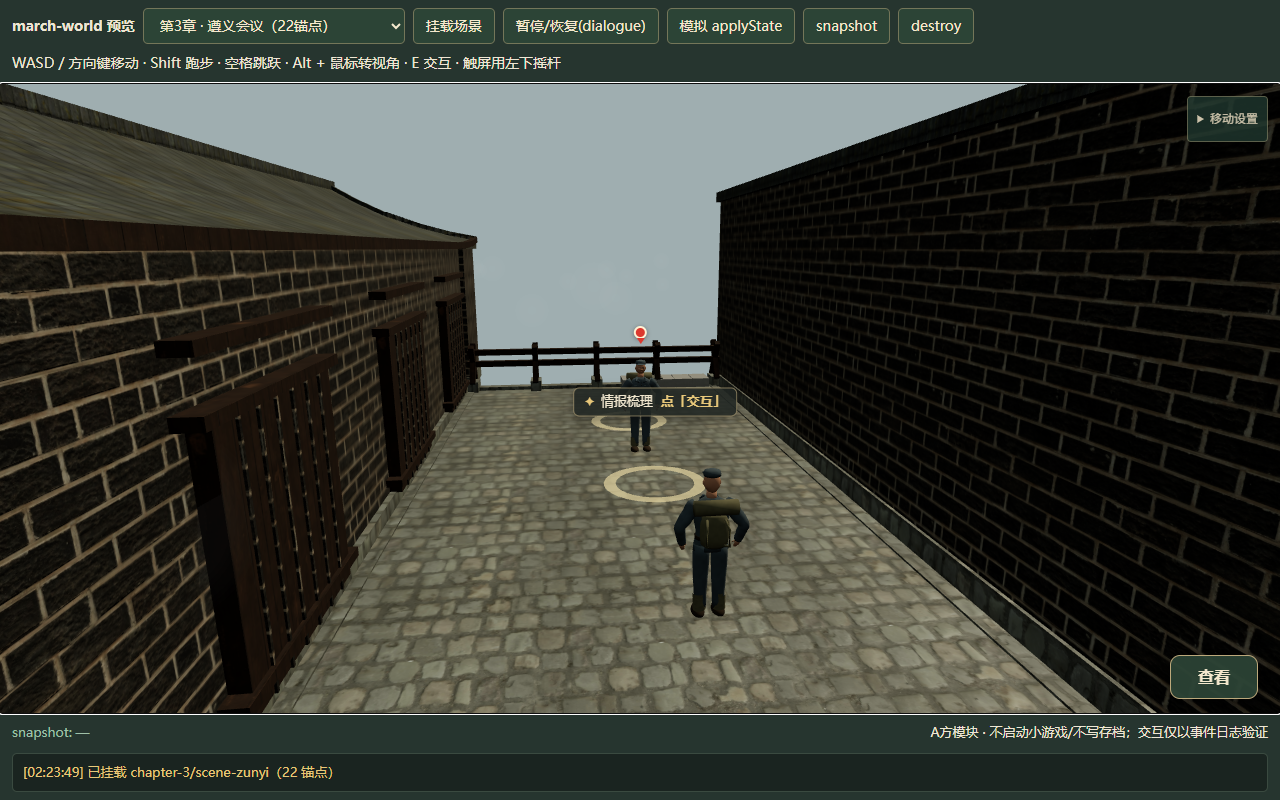 march-world 预览
第3章 · 遵义会议（22锚点）
挂载场景
暂停/恢复(dialogue)
模拟 applyState
snapshot
destroy
WASD / 方向键移动 · Shift 跑步 · 空格跳跃 · Alt + 鼠标转视角 · E 交互 · 触屏用左下摇杆
▶ 移动设置
✦ 情报梳理 点「交互」
查看
snapshot: —
A方模块 · 不启动小游戏/不写存档；交互仅以事件日志验证
[02:23:49] 已挂载 chapter-3/scene-zunyi（22 锚点）